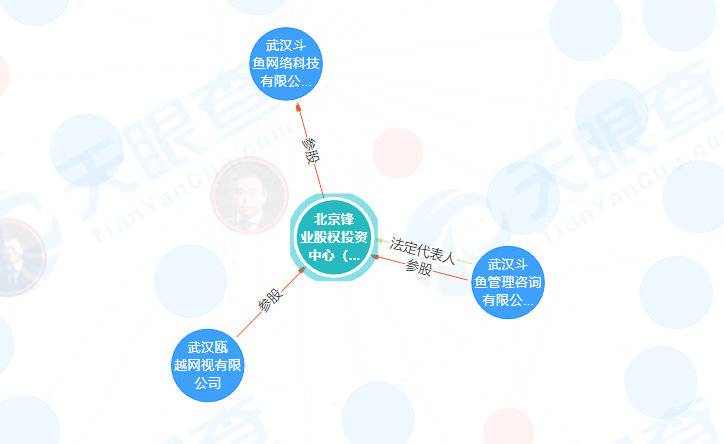 武汉斗
鱼网络科技
有限公...
参股
北京锋
业股权投资
中心（...
法定代表人
参股
武汉斗
鱼管理咨询
有限公...
参股
武汉瓯
越网视有限
公司
天眼查
TianYanCha.com
天眼查
TianYanCha.com